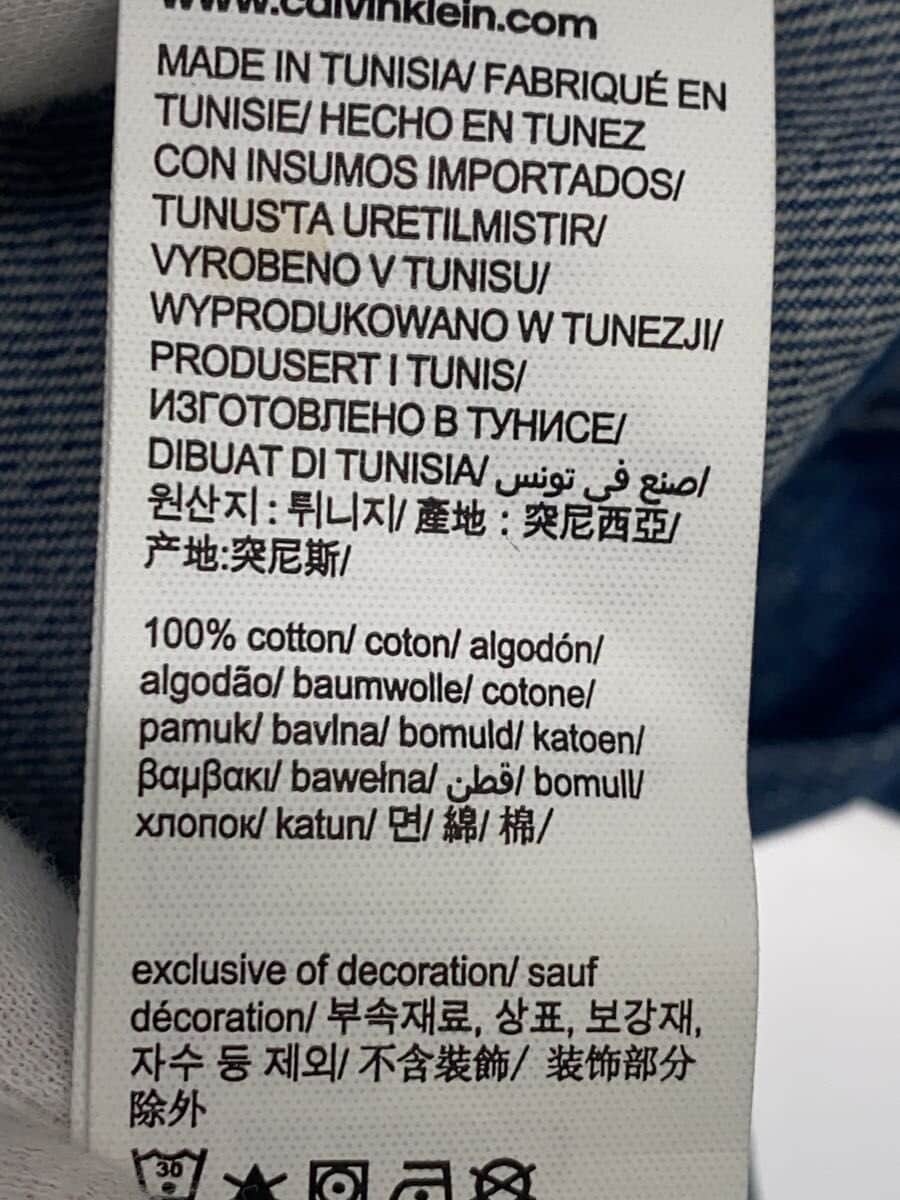 www.calvinklein.com
MADE IN TUNISIA/ FABRIQUÉ EN
TUNISIE/ HECHO EN TUNEZ
CON INSUMOS IMPORTADOS/
TUNUS'TA URETILMISTIR/
VYROBENO V TUNISU/
WYPRODUKOWANO W TUNEZJI/
PRODUSERT I TUNIS/
ИЗГОТОВЛЕНО В ТУНИСЕ/
DIBUAT DI TUNISIA/ صنع في تونس/
원산지 : 튀니지/ 產地 : 突尼西亞/
产地:突尼斯/
100% cotton/ coton/ algodón/
algodão/ baumwolle/ cotone/
pamuk/ bavlna/ bomuld/ katoen/
βαμβακι/ bawełna/ قطن/ bomull/
хлопок/ katun/ 면/ 綿/ 棉/
exclusive of decoration/ sauf
décoration/ 부속재료, 상표, 보강재,
자수 등 제외/ 不含裝飾/ 装饰部分
除外
30